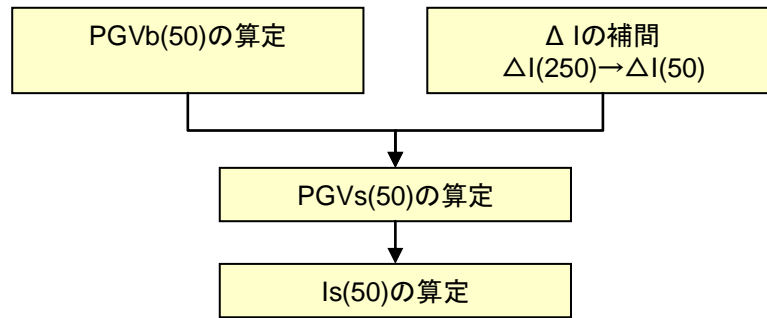 PGVb(50)の算定
Δ Iの補間
△I(250)→△I(50)
PGVs(50)の算定
Is(50)の算定